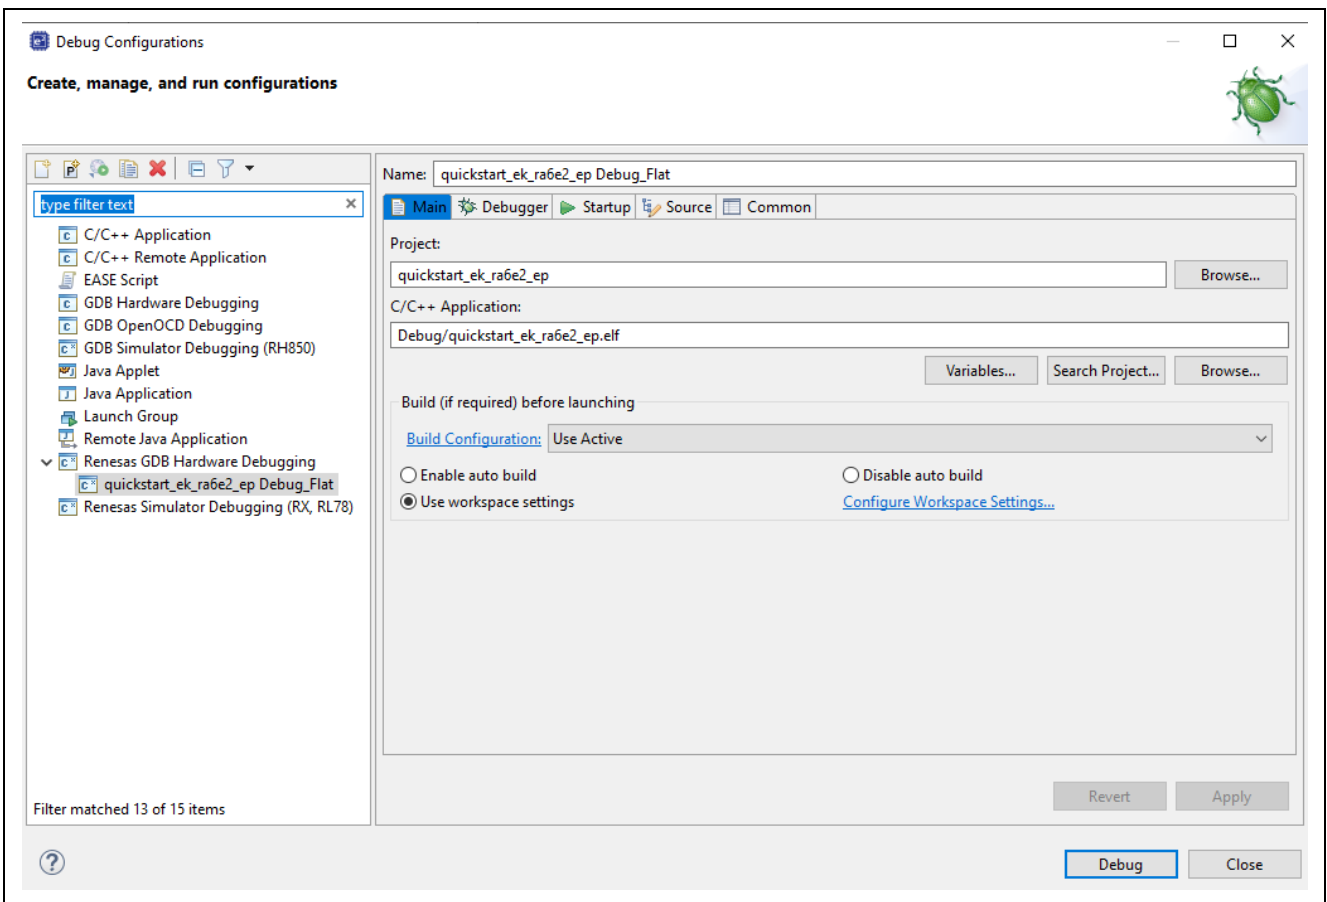 Debug Configurations
Create, manage, and run configurations
type filter text
C/C++ Application
C/C++ Remote Application
EASE Script
GDB Hardware Debugging
GDB OpenOCD Debugging
GDB Simulator Debugging (RH850)
Java Applet
Java Application
Launch Group
Remote Java Application
Renesas GDB Hardware Debugging
quickstart_ek_ra6e2_ep Debug_Flat
Renesas Simulator Debugging (RX, RL78)
Filter matched 13 of 15 items
Name: quickstart_ek_ra6e2_ep Debug_Flat
Main Debugger Startup Source Common
Project:
quickstart_ek_ra6e2_ep Browse...
C/C++ Application:
Debug/quickstart_ek_ra6e2_ep.elf
Variables... Search Project... Browse...
Build (if required) before launching
Build Configuration: Use Active
Enable auto build Disable auto build
Use workspace settings Configure Workspace Settings...
Revert Apply
Debug Close